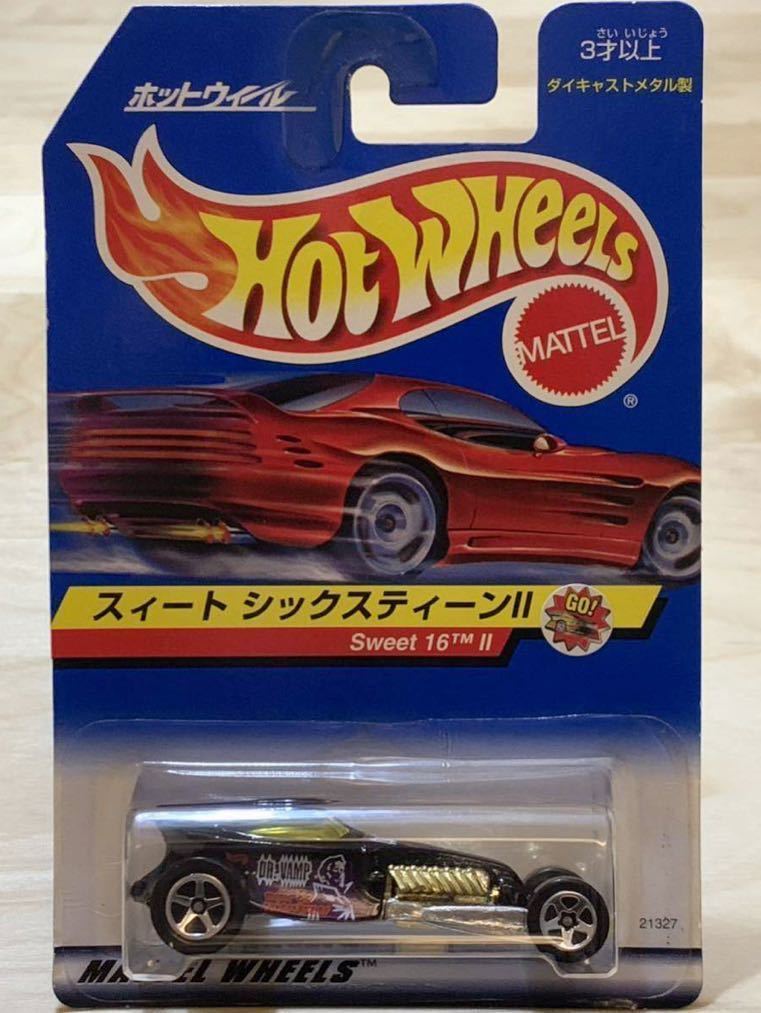 さい いじょう
3才以上
ダイキャストメタル製
ホットウィール
Hot Wheels
MATTEL
®
スィート シックスティーンII
GO!
Sweet 16™ II
DR. VAMP
21327
WHEELS™